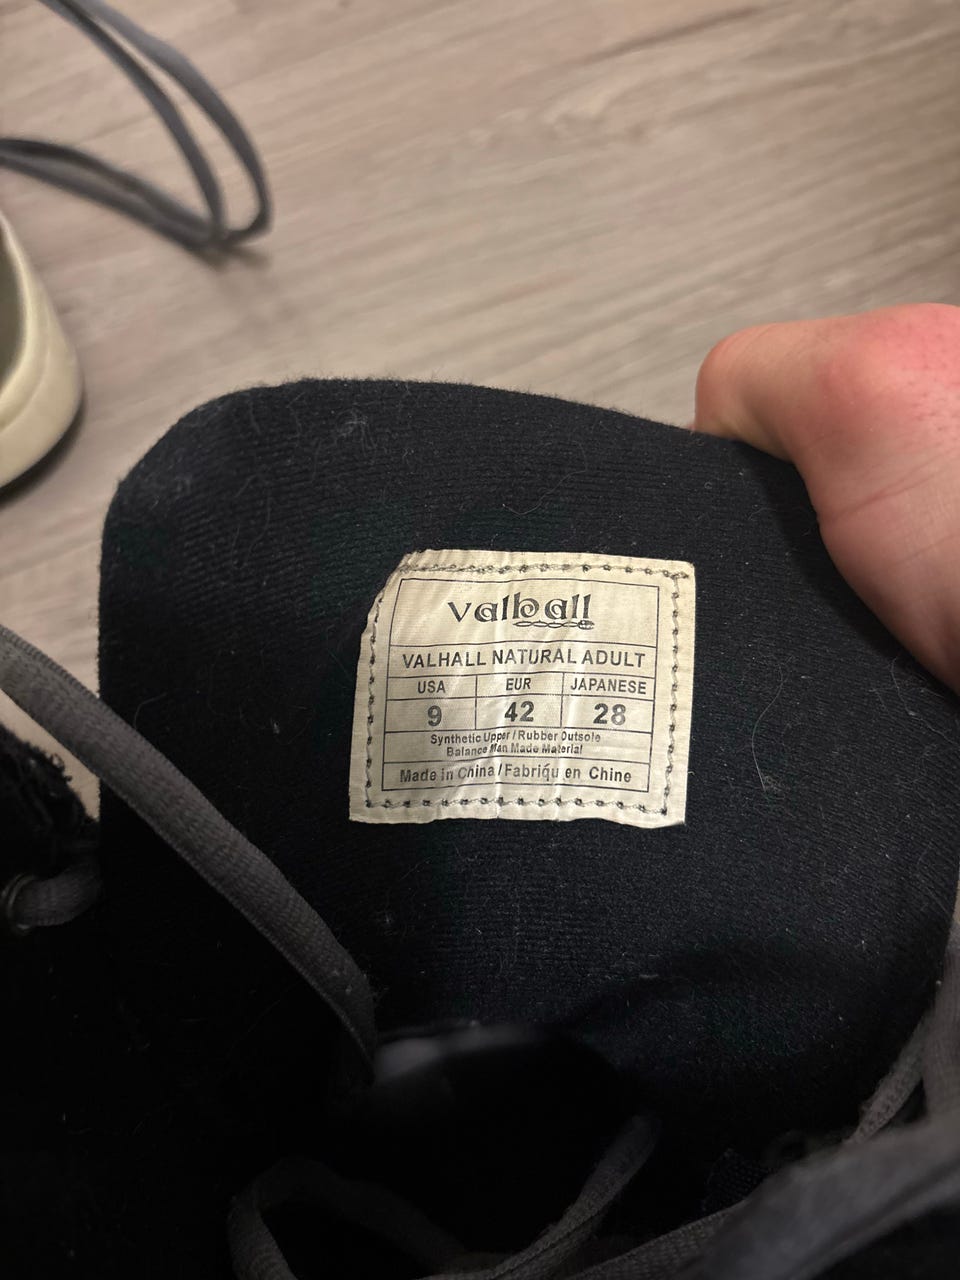 valhall
VALHALL NATURAL ADULT
USA EUR JAPANESE
9 42 28
Synthetic Upper / Rubber Outsole
Balance Man Made Material
Made in China / Fabriqú en Chine